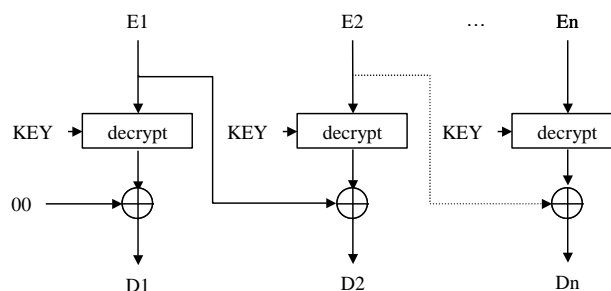 E1 E2 ... En
KEY decrypt KEY decrypt KEY decrypt
00
D1 D2 Dn